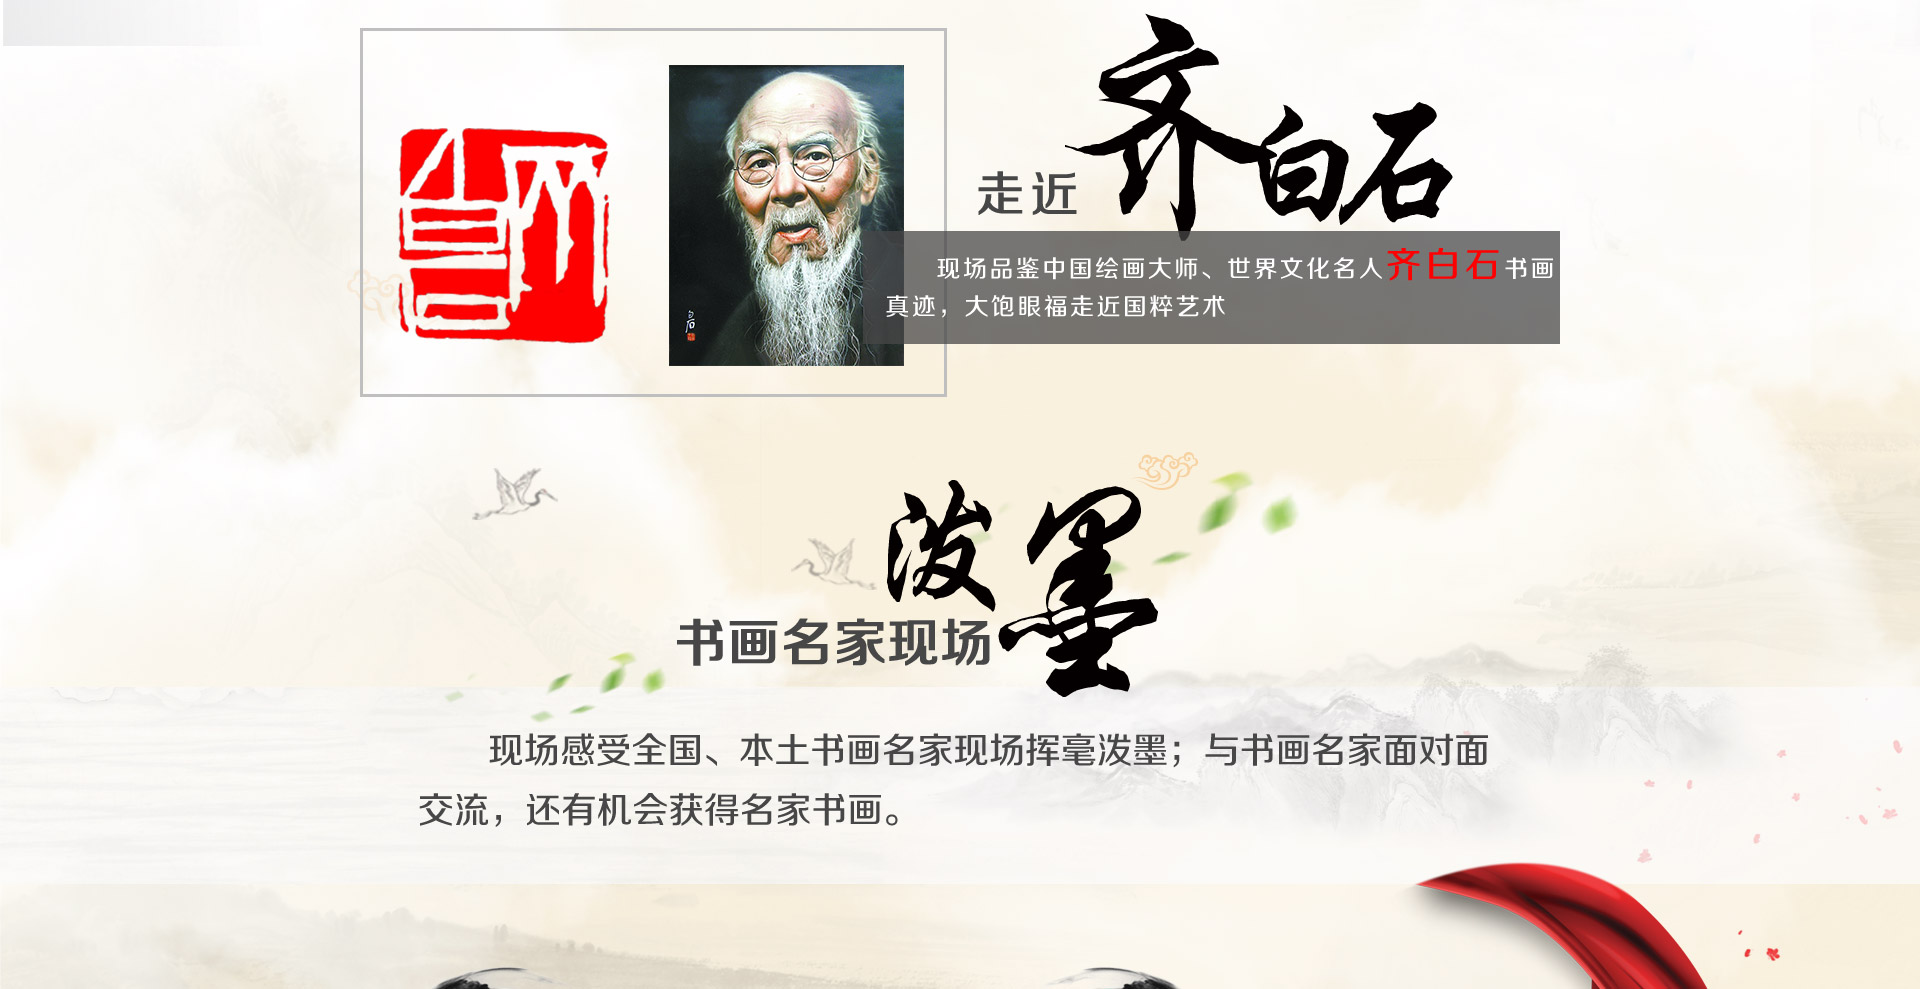 走近 齐白石
现场品鉴中国绘画大师、世界文化名人齐白石书画
真迹，大饱眼福走近国粹艺术
书画名家现场 泼墨
现场感受全国、本土书画名家现场挥毫泼墨；与书画名家面对面
交流，还有机会获得名家书画。